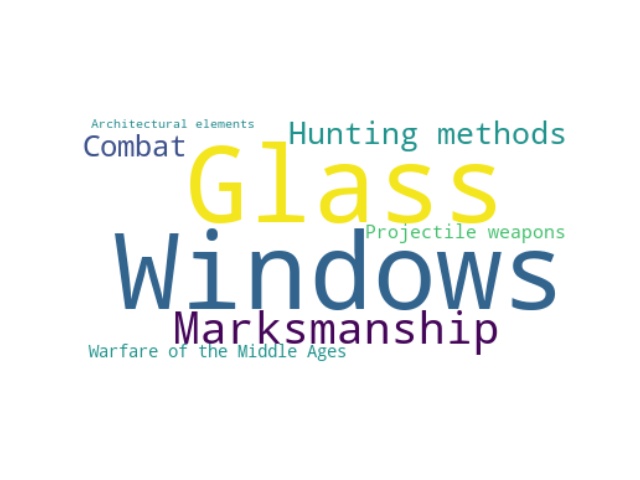 Architectural elements
Combat
Hunting methods
Glass
Projectile weapons
Windows
Marksmanship
Warfare of the Middle Ages